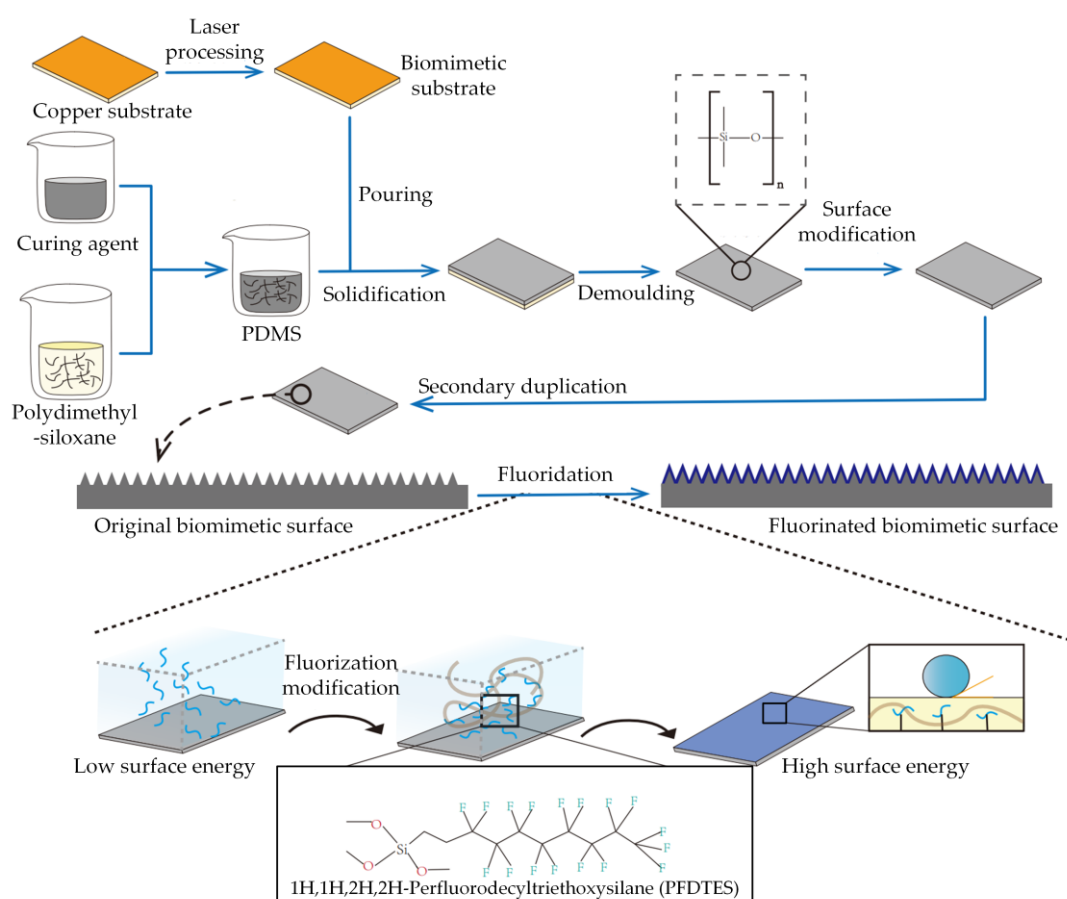 Laser
processing
Copper substrate
Biomimetic
substrate
Curing agent
Polydimethyl
-siloxane
PDMS
Pouring
Solidification
Demoulding
Si
O
n
Surface
modification
Secondary duplication
Original biomimetic surface
Fluoridation
Fluorinated biomimetic surface
Low surface energy
Fluorization
modification
High surface energy
F F F F F F F
O Si F
O F
O F F F F F F F F
1H,1H,2H,2H-Perfluorodecyltriethoxysilane (PFDTES)